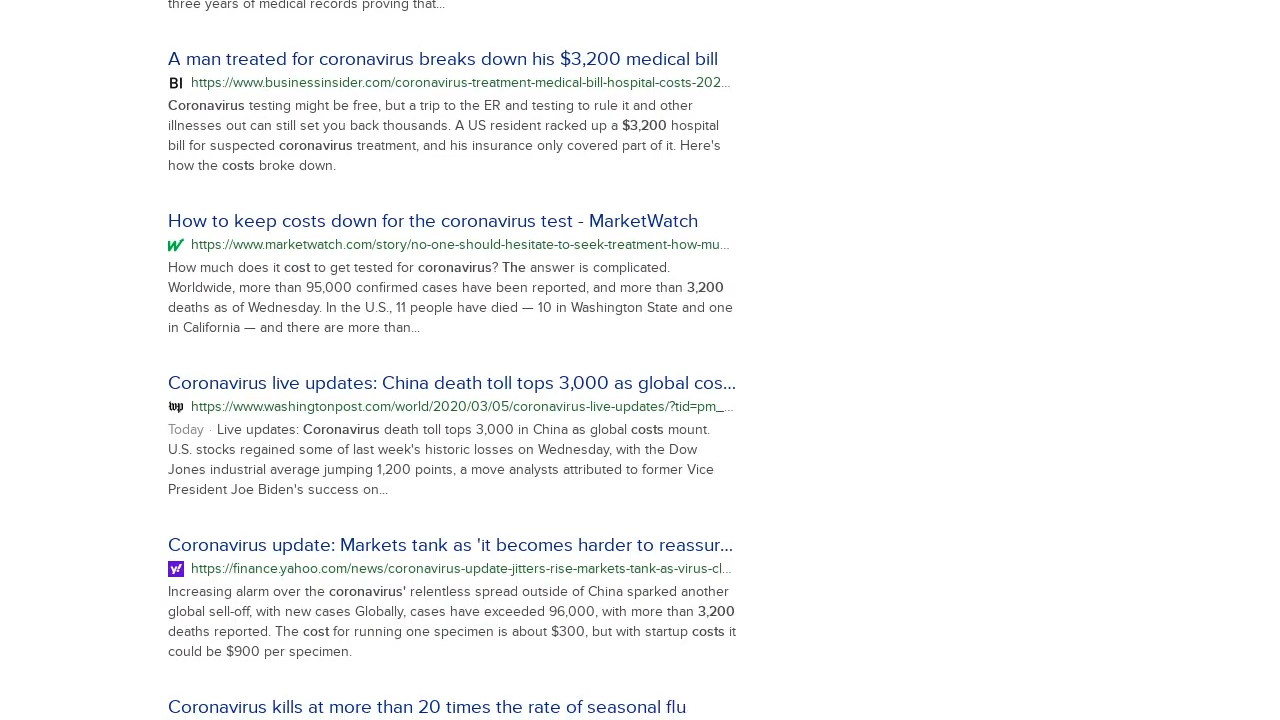 three years of medical records proving that...
A man treated for coronavirus breaks down his $3,200 medical bill
BI https://www.businessinsider.com/coronavirus-treatment-medical-bill-hospital-costs-202...
Coronavirus testing might be free, but a trip to the ER and testing to rule it and other
illnesses out can still set you back thousands. A US resident racked up a $3,200 hospital
bill for suspected coronavirus treatment, and his insurance only covered part of it. Here's
how the costs broke down.
How to keep costs down for the coronavirus test - MarketWatch
https://www.marketwatch.com/story/no-one-should-hesitate-to-seek-treatment-how-mu...
How much does it cost to get tested for coronavirus? The answer is complicated.
Worldwide, more than 95,000 confirmed cases have been reported, and more than 3,200
deaths as of Wednesday. In the U.S., 11 people have died — 10 in Washington State and one
in California — and there are more than...
Coronavirus live updates: China death toll tops 3,000 as global cos...
wp https://www.washingtonpost.com/world/2020/03/05/coronavirus-live-updates/?tid=pm_...
Today · Live updates: Coronavirus death toll tops 3,000 in China as global costs mount.
U.S. stocks regained some of last week's historic losses on Wednesday, with the Dow
Jones industrial average jumping 1,200 points, a move analysts attributed to former Vice
President Joe Biden's success on...
Coronavirus update: Markets tank as 'it becomes harder to reassur...
y! https://finance.yahoo.com/news/coronavirus-update-jitters-rise-markets-tank-as-virus-cl...
Increasing alarm over the coronavirus' relentless spread outside of China sparked another
global sell-off, with new cases Globally, cases have exceeded 96,000, with more than 3,200
deaths reported. The cost for running one specimen is about $300, but with startup costs it
could be $900 per specimen.
Coronavirus kills at more than 20 times the rate of seasonal flu